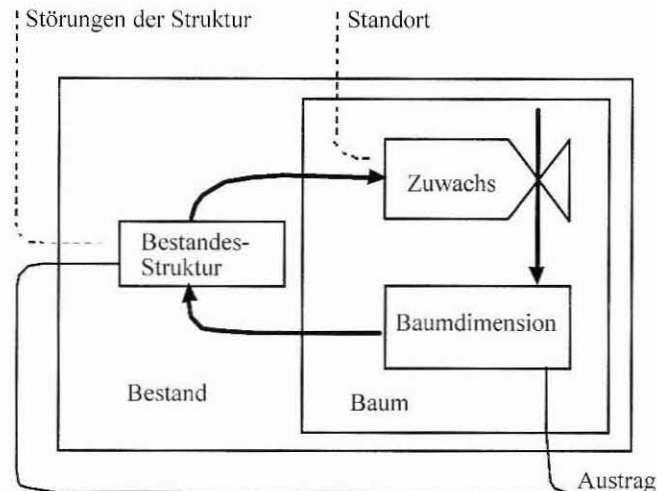 Störungen der Struktur
Standort
Zuwachs
Bestandes-
Struktur
Baumdimension
Bestand
Baum
Austrag